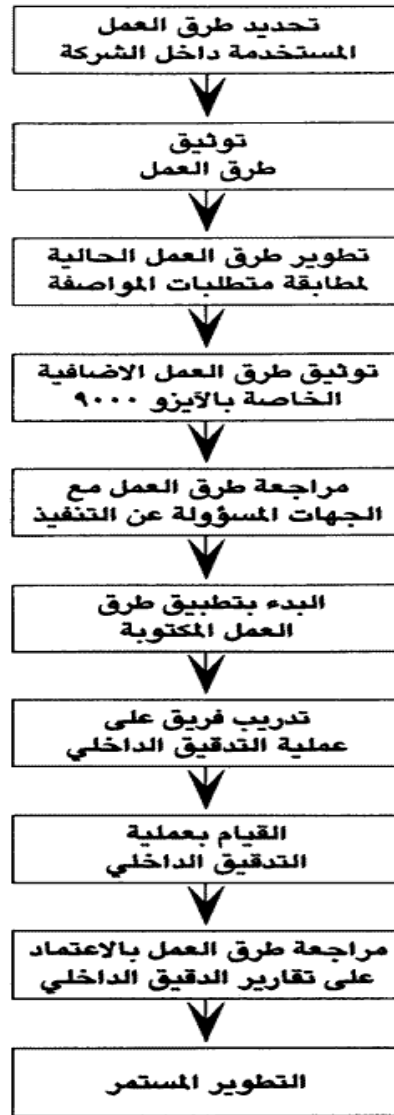 تحديد طرق العمل
المستخدمة داخل الشركة
توثيق
طرق العمل
تطوير طرق العمل الحالية
لمطابقة متطلبات المواصفة
توثيق طرق العمل الاضافية
الخاصة بالآيزو ٩٠٠٠
مراجعة طرق العمل مع
الجهات المسؤولة عن التنفيذ
البدء بتطبيق طرق
العمل المكتوبة
تدريب فريق على
عملية التدقيق الداخلي
القيام بعملية
التدقيق الداخلي
مراجعة طرق العمل بالاعتماد
على تقارير الدقيق الداخلي
التطوير المستمر